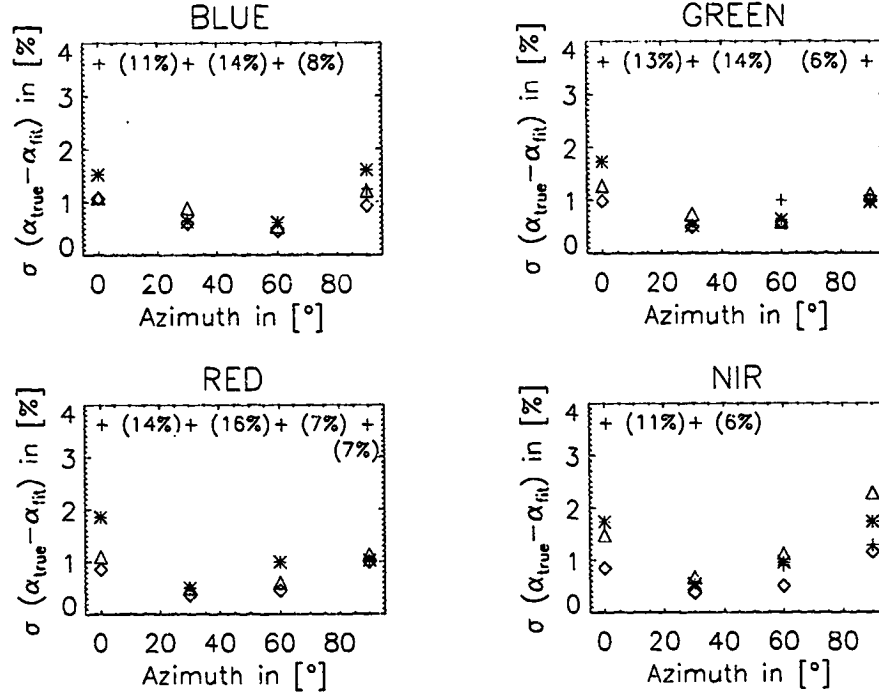 BLUE
σ (α_true−α_fit) in [%]
4
3
2
1
0
+ (11%)+ (14%)+ (8%)
0 20 40 60 80
Azimuth in [°]
GREEN
σ (α_true−α_fit) in [%]
4
3
2
1
0
+ (13%)+ (14%) (6%) +
0 20 40 60 80
Azimuth in [°]
RED
σ (α_true−α_fit) in [%]
4
3
2
1
0
+ (14%)+ (16%)+ (7%) +
(7%)
0 20 40 60 80
Azimuth in [°]
NIR
σ (α_true−α_fit) in [%]
4
3
2
1
0
+ (11%)+ (6%)
0 20 40 60 80
Azimuth in [°]